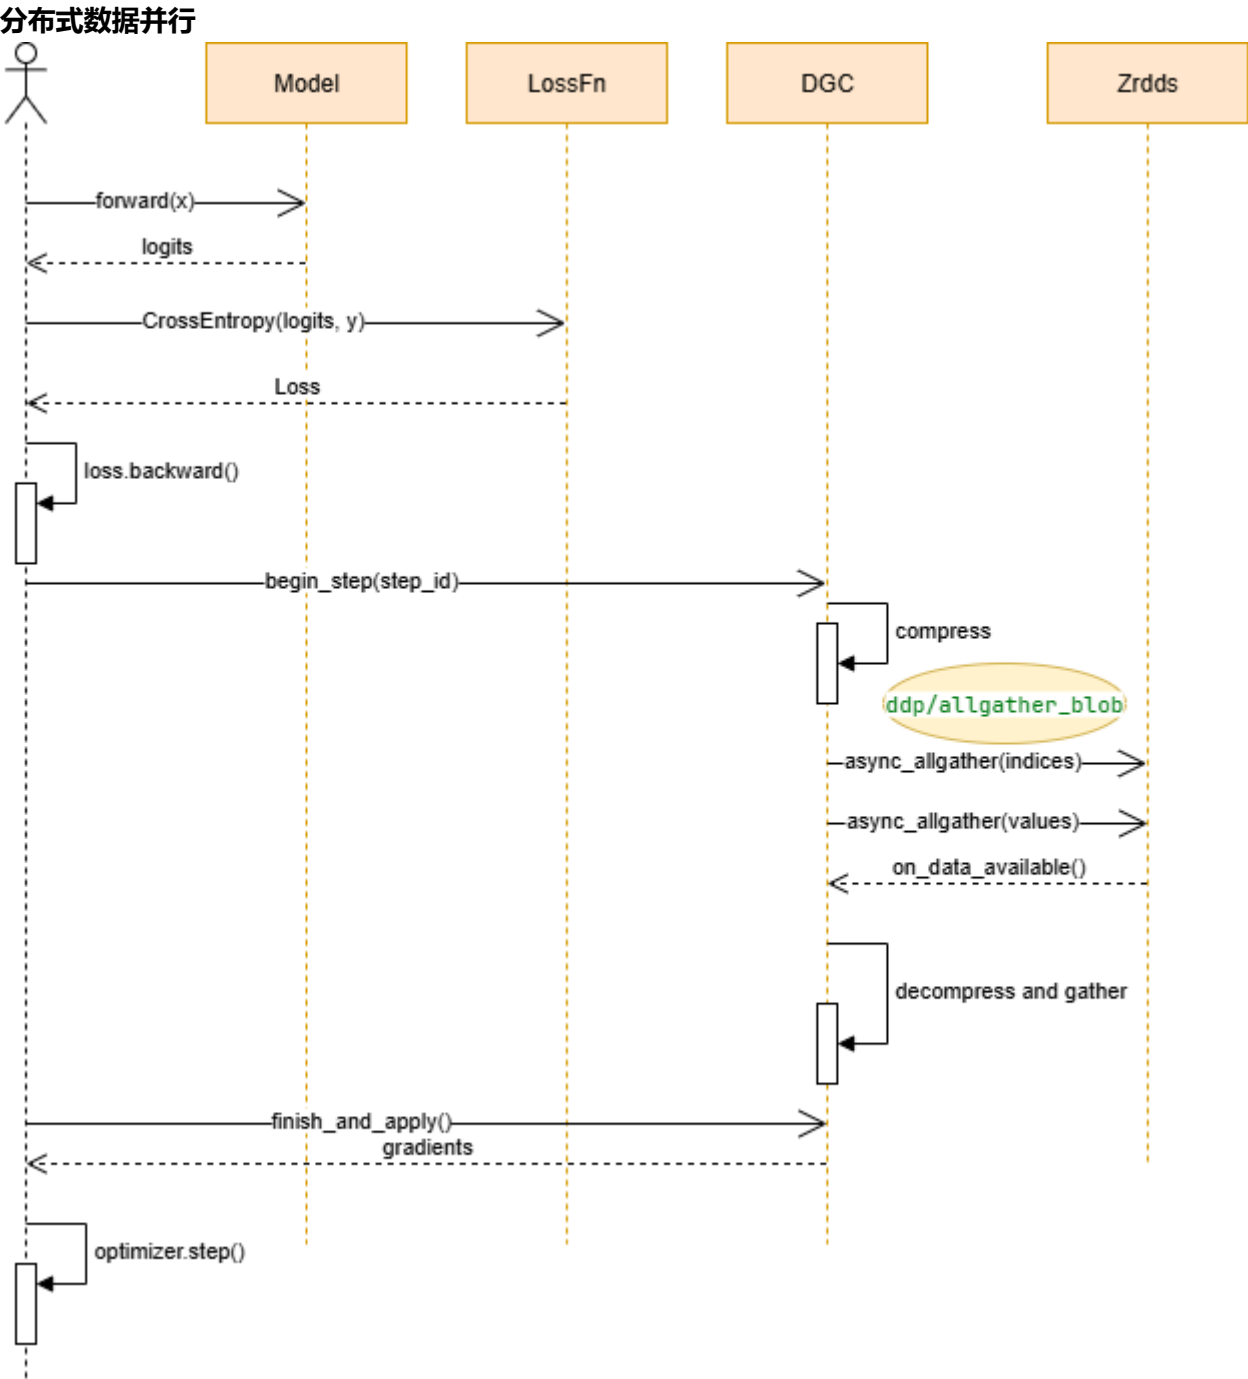 分布式数据并行
Model
LossFn
DGC
Zrdds
forward(x)
logits
CrossEntropy(logits, y)
Loss
loss.backward()
begin_step(step_id)
compress
ddp/allgather_blob
async_allgather(indices)
async_allgather(values)
on_data_available()
decompress and gather
finish_and_apply()
gradients
optimizer.step()